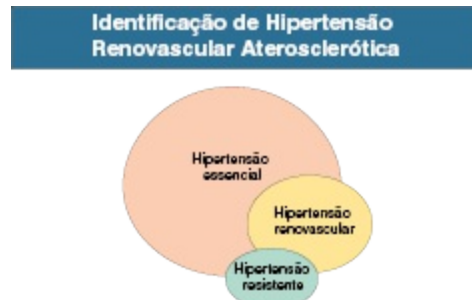 Identificação de Hipertensão
Renovascular Aterosclerótica
Hipertensão
essencial
Hipertensão
renovascular
Hipertensão
resistente